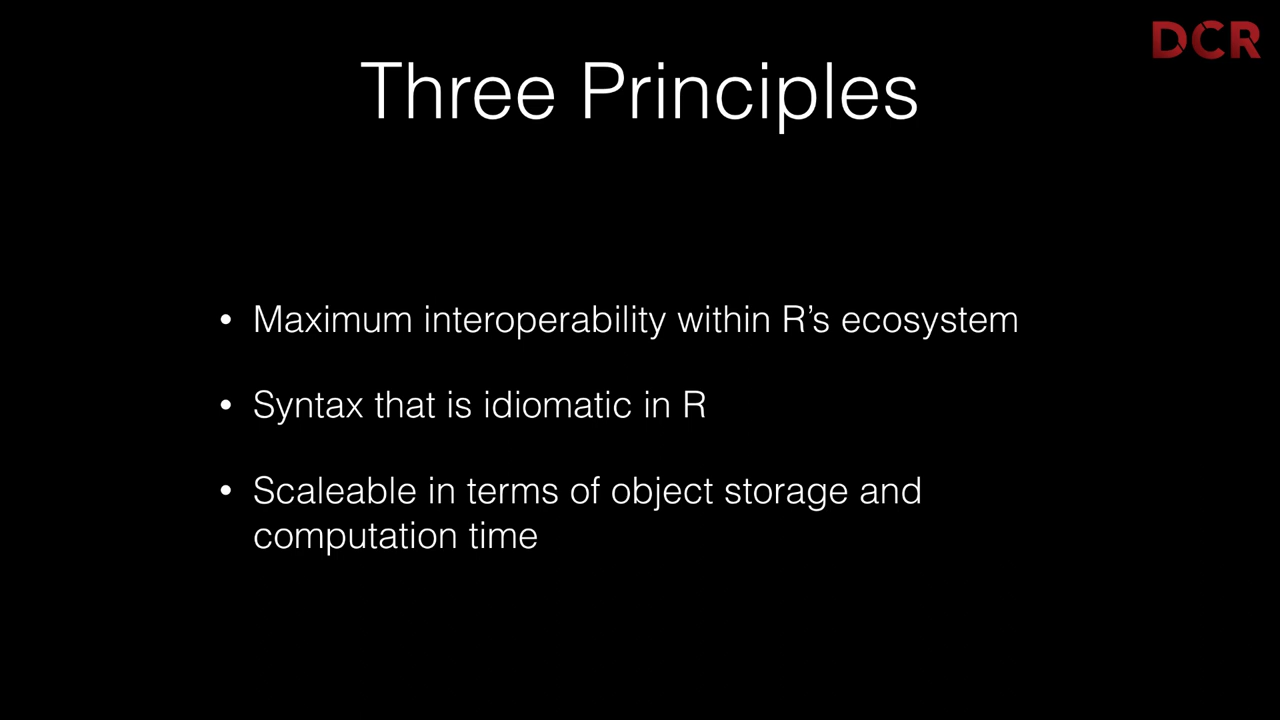 DCR
Three Principles
• Maximum interoperability within R’s ecosystem
• Syntax that is idiomatic in R
• Scaleable in terms of object storage and
computation time